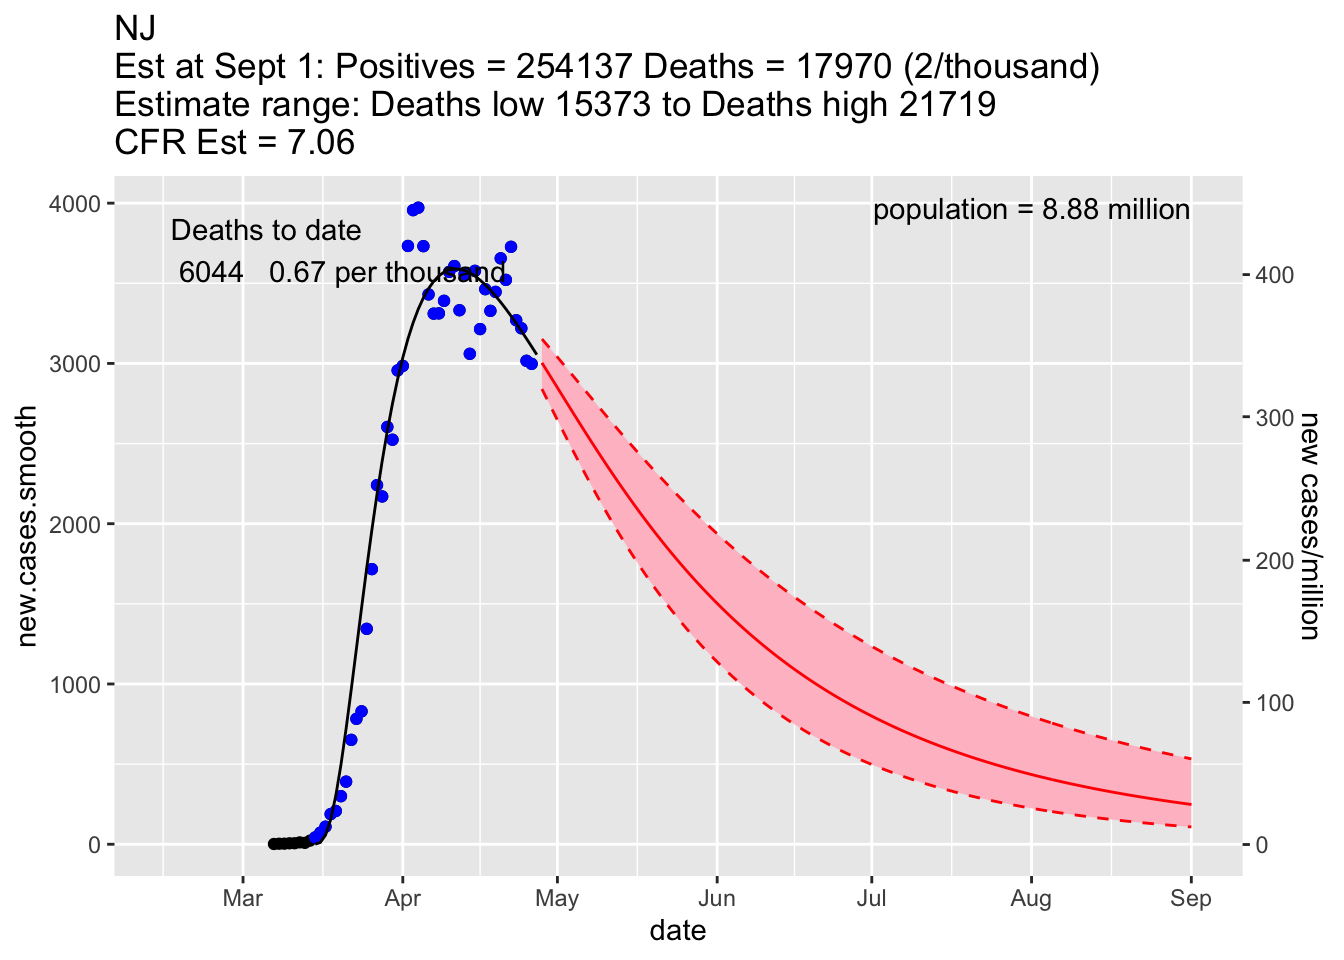 NJ
Est at Sept 1: Positives = 254137 Deaths = 17970 (2/thousand)
Estimate range: Deaths low 15373 to Deaths high 21719
CFR Est = 7.06
4000
3000
2000
1000
0
new.cases.smooth
Deaths to date
6044 0.67 per thousand
population = 8.88 million
400
300
200
100
0
new cases/million
Mar Apr May Jun Jul Aug Sep
date